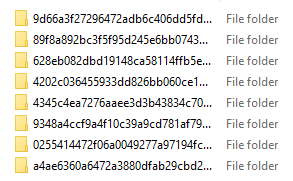 9d66a3f27296472adb6c406dd5fd... File folder
89f8a892bc3f5f95d245e6bb0743... File folder
628eb082dbd19148ca58114ffb5e... File folder
4202c036455933dd826bb060ce1... File folder
4345c4ea7276aaee3d3b43834c70... File folder
9348a4ccf9a4f10c39a9cd781af79... File folder
0255414472f06a0049277a97194fc... File folder
a4ae6360a6472a3880dfab29cbd2... File folder